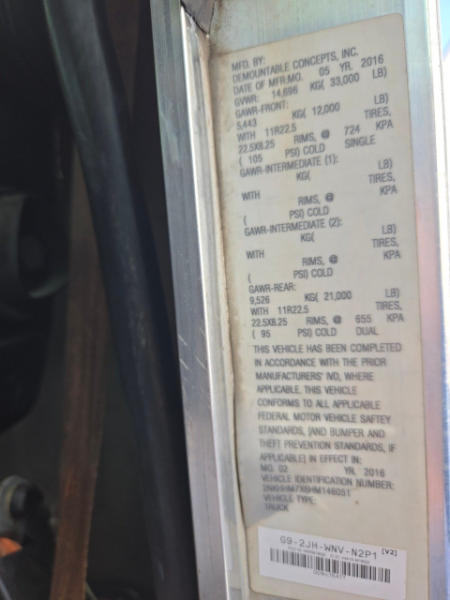 MFG. BY:
DEMOUNTABLE CONCEPTS, INC.
DATE OF MFR:MO. 05 YR. 2016
GVWR: 14,696 KG( 33,000 LB)
GAWR-FRONT:
5,443 KG( 12,000 LB)
WITH 11R22.5 TIRES,
22.5X8.25 RIMS, @ 724 KPA
( 105 PSI) COLD SINGLE
GAWR-INTERMEDIATE (1):
KG( LB)
WITH TIRES,
RIMS, @ KPA
( PSI) COLD
GAWR-INTERMEDIATE (2):
KG( LB)
WITH TIRES,
RIMS, @ KPA
( PSI) COLD
GAWR-REAR:
9,526 KG( 21,000 LB)
WITH 11R22.5 TIRES,
22.5X8.25 RIMS, @ 655 KPA
( 95 PSI) COLD DUAL
THIS VEHICLE HAS BEEN COMPLETED
IN ACCORDANCE WITH THE PRIOR
MANUFACTURERS' IVD, WHERE
APPLICABLE. THIS VEHICLE
CONFORMS TO ALL APPLICABLE
FEDERAL MOTOR VEHICLE SAFTEY
STANDARDS, [AND BUMPER AND
THEFT PREVENTION STANDARDS, IF
APPLICABLE] IN EFFECT IN:
MO. 02 YR. 2016
VEHICLE IDENTIFICATION NUMBER:
VEHICLE TYPE:
TRUCK
G9-2JH-WNV-N2P1 [V2]